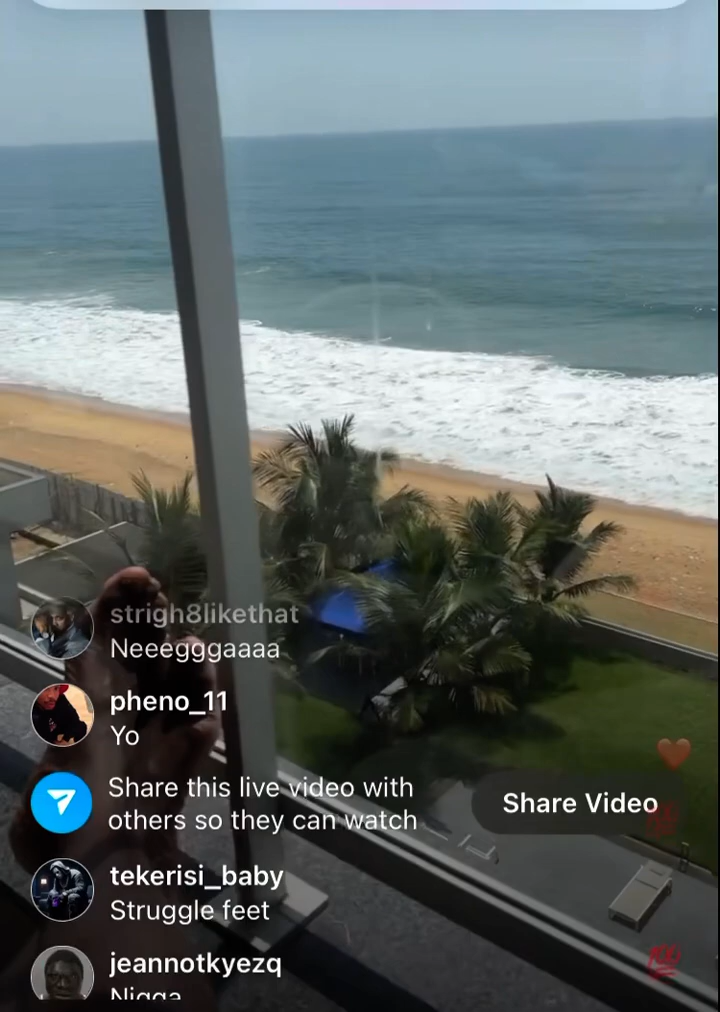 strigh8likethat
Neeegggaaaa
pheno_11
Yo
Share this live video with
others so they can watch
Share Video
tekerisi_baby
Struggle feet
jeannotkyezq
Nigga